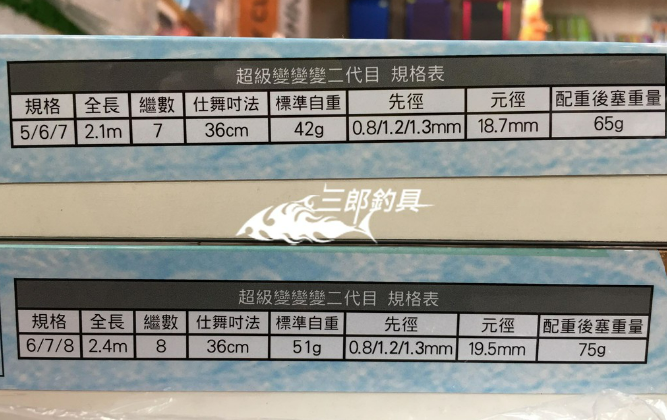 超級變變變二代目 規格表
規格 全長 繼數 仕舞吋法 標準自重 先徑 元徑 配重後塞重量
5/6/7 2.1m 7 36cm 42g 0.8/1.2/1.3mm 18.7mm 65g
三郎釣具
超級變變變二代目 規格表
規格 全長 繼數 仕舞吋法 標準自重 先徑 元徑 配重後塞重量
6/7/8 2.4m 8 36cm 51g 0.8/1.2/1.3mm 19.5mm 75g